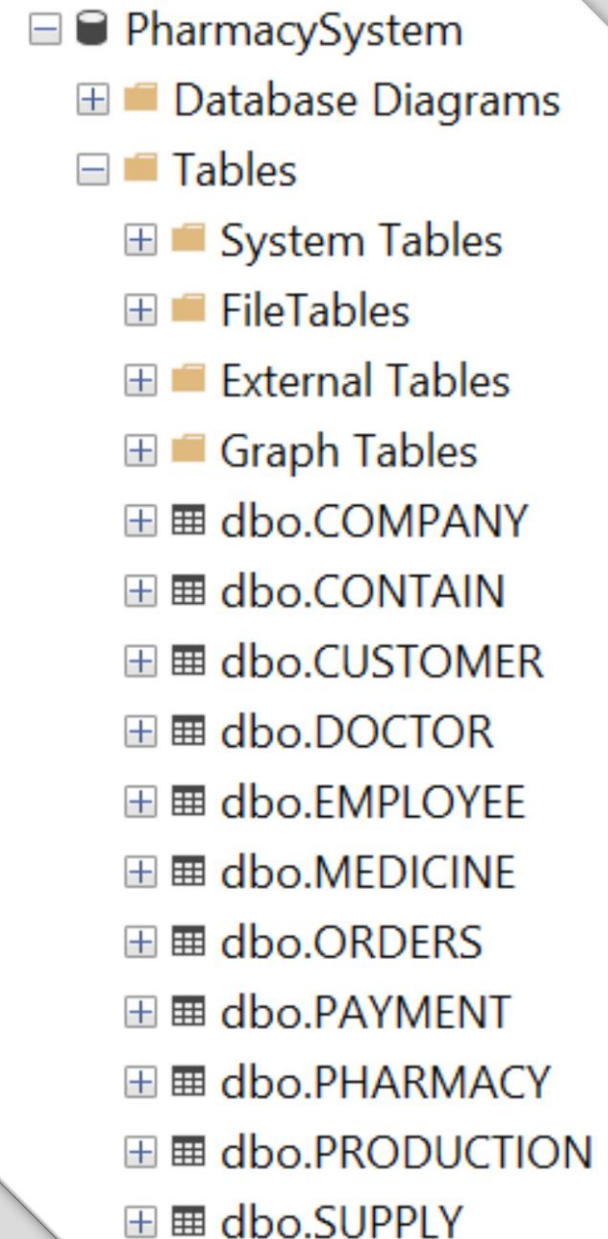 PharmacySystem
Database Diagrams
Tables
System Tables
FileTables
External Tables
Graph Tables
dbo.COMPANY
dbo.CONTAIN
dbo.CUSTOMER
dbo.DOCTOR
dbo.EMPLOYEE
dbo.MEDICINE
dbo.ORDERS
dbo.PAYMENT
dbo.PHARMACY
dbo.PRODUCTION
dbo.SUPPLY